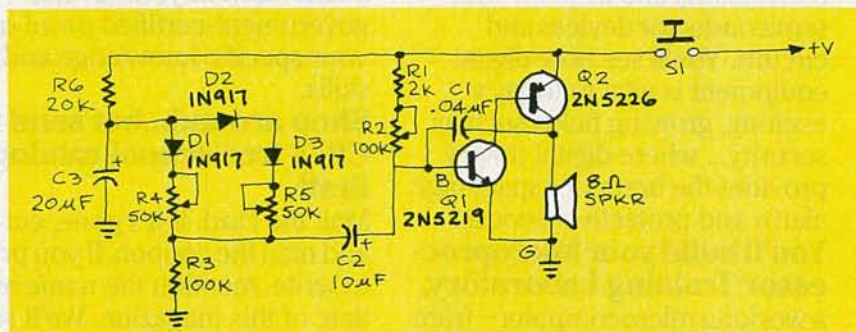 +V
S1
R6
20K
D2
1N917
R1
2K
C1
.04µF
Q2
2N5226
D1
1N917
D3
1N917
R2
100K
C3
20µF
+
R4
50K
R5
50K
B
Q1
2N5219
8Ω
SPKR
R3
100K
C2
10µF
+
G